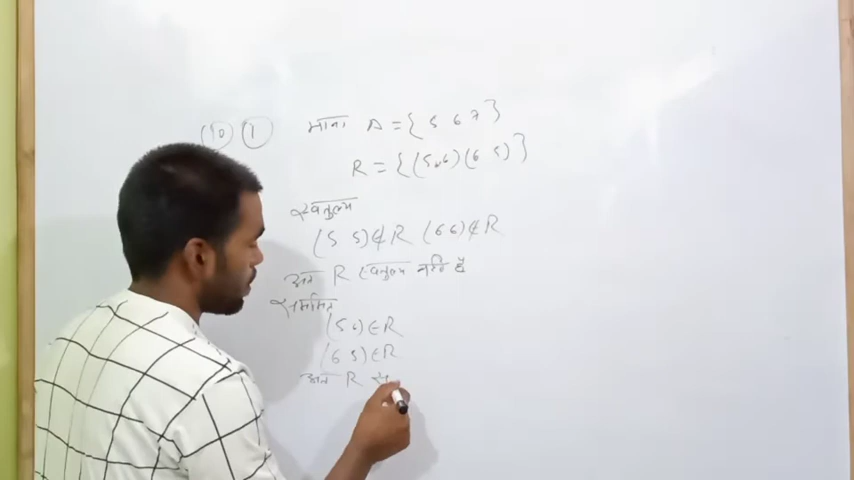 (10) (1) माना A = { 5 6 7 }
R = { (5,6) (6 5) }
स्वतुल्य
(5 5) ∉ R (6 6) ∉ R
अतः R स्वतुल्य नहीं है
सममित
(5 6) ∈ R
(6 5) ∈ R
अतः R